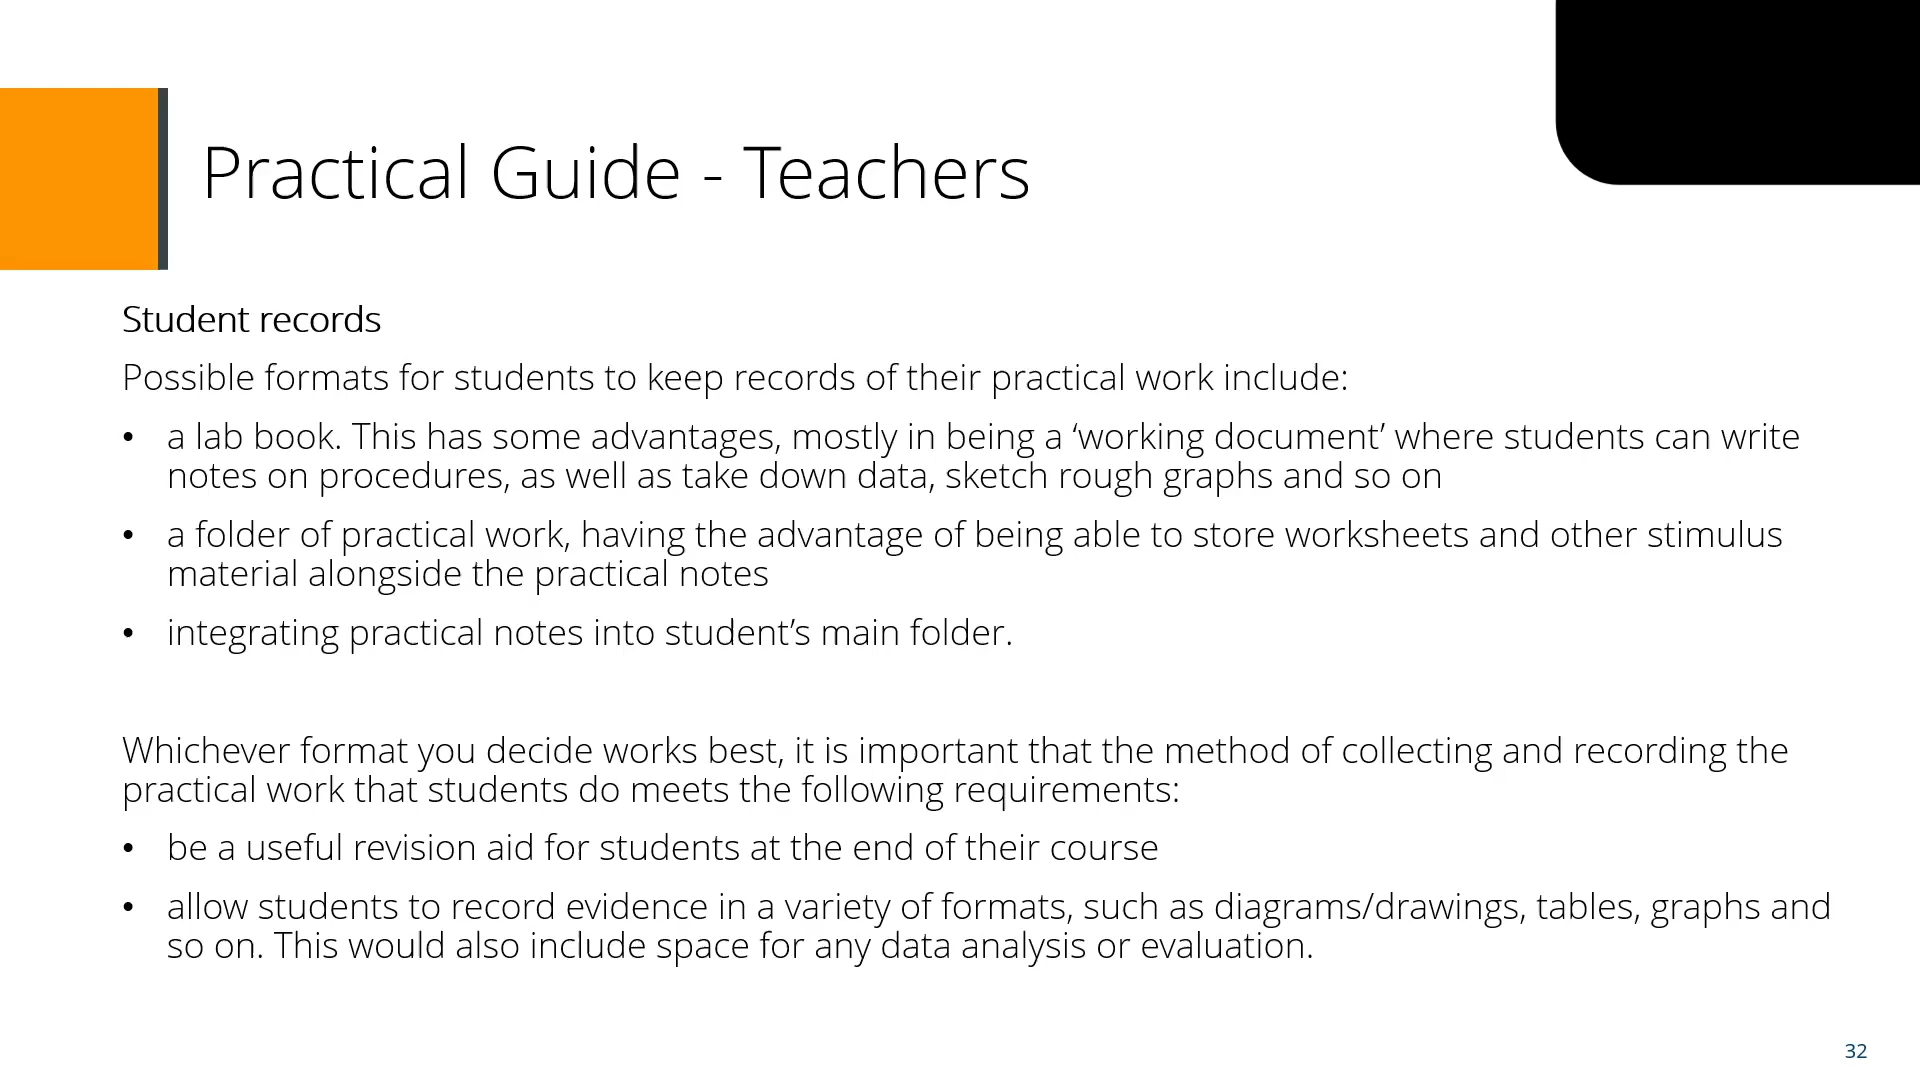 Practical Guide - Teachers
Student records
Possible formats for students to keep records of their practical work include:
• a lab book. This has some advantages, mostly in being a ‘working document’ where students can write
notes on procedures, as well as take down data, sketch rough graphs and so on
• a folder of practical work, having the advantage of being able to store worksheets and other stimulus
material alongside the practical notes
• integrating practical notes into student’s main folder.
Whichever format you decide works best, it is important that the method of collecting and recording the
practical work that students do meets the following requirements:
• be a useful revision aid for students at the end of their course
• allow students to record evidence in a variety of formats, such as diagrams/drawings, tables, graphs and
so on. This would also include space for any data analysis or evaluation.
32